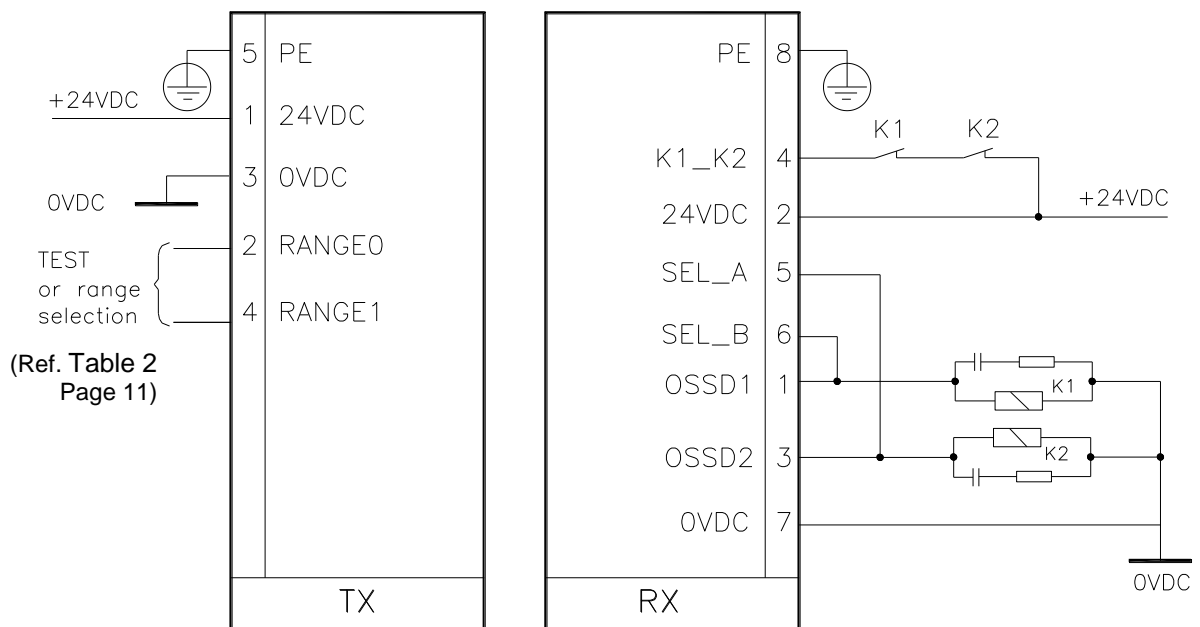 5 PE
+24VDC
1 24VDC
3 0VDC
0VDC
2 RANGE0
TEST
or range
selection
4 RANGE1
(Ref. Table 2
Page 11)
TX
PE 8
K1 K2
K1_K2 4
+24VDC
24VDC 2
SEL_A 5
SEL_B 6
OSSD1 1
K1
OSSD2 3
K2
0VDC 7
0VDC
RX